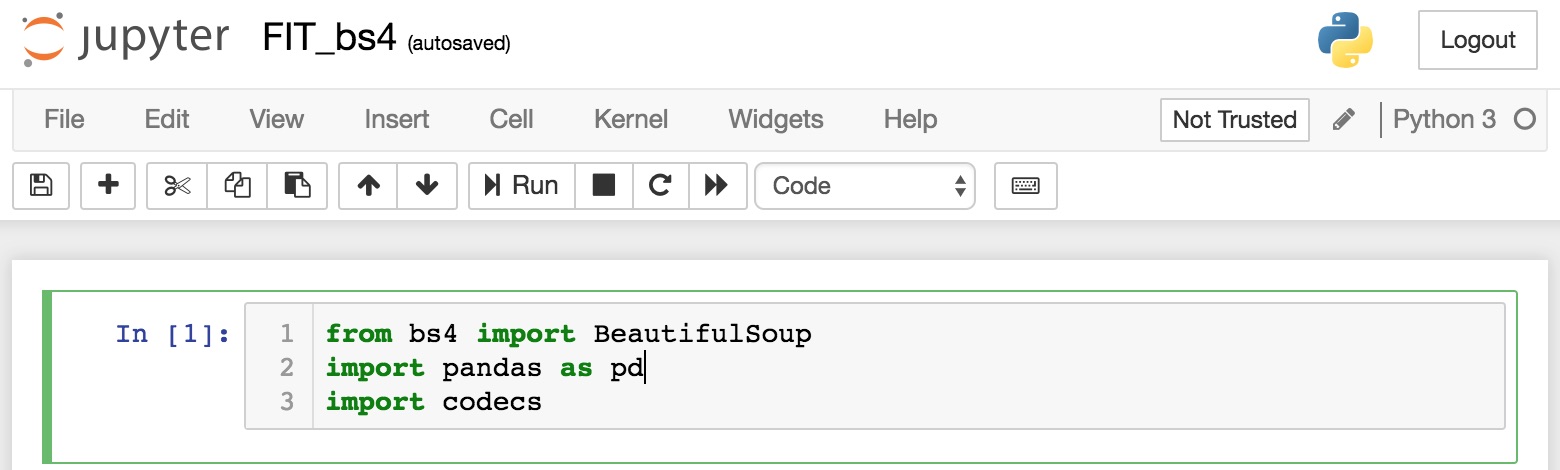 jupyter FIT_bs4 (autosaved) Logout
File Edit View Insert Cell Kernel Widgets Help Not Trusted Python 3
Run Code
In [1]: 1 from bs4 import BeautifulSoup
2 import pandas as pd
3 import codecs